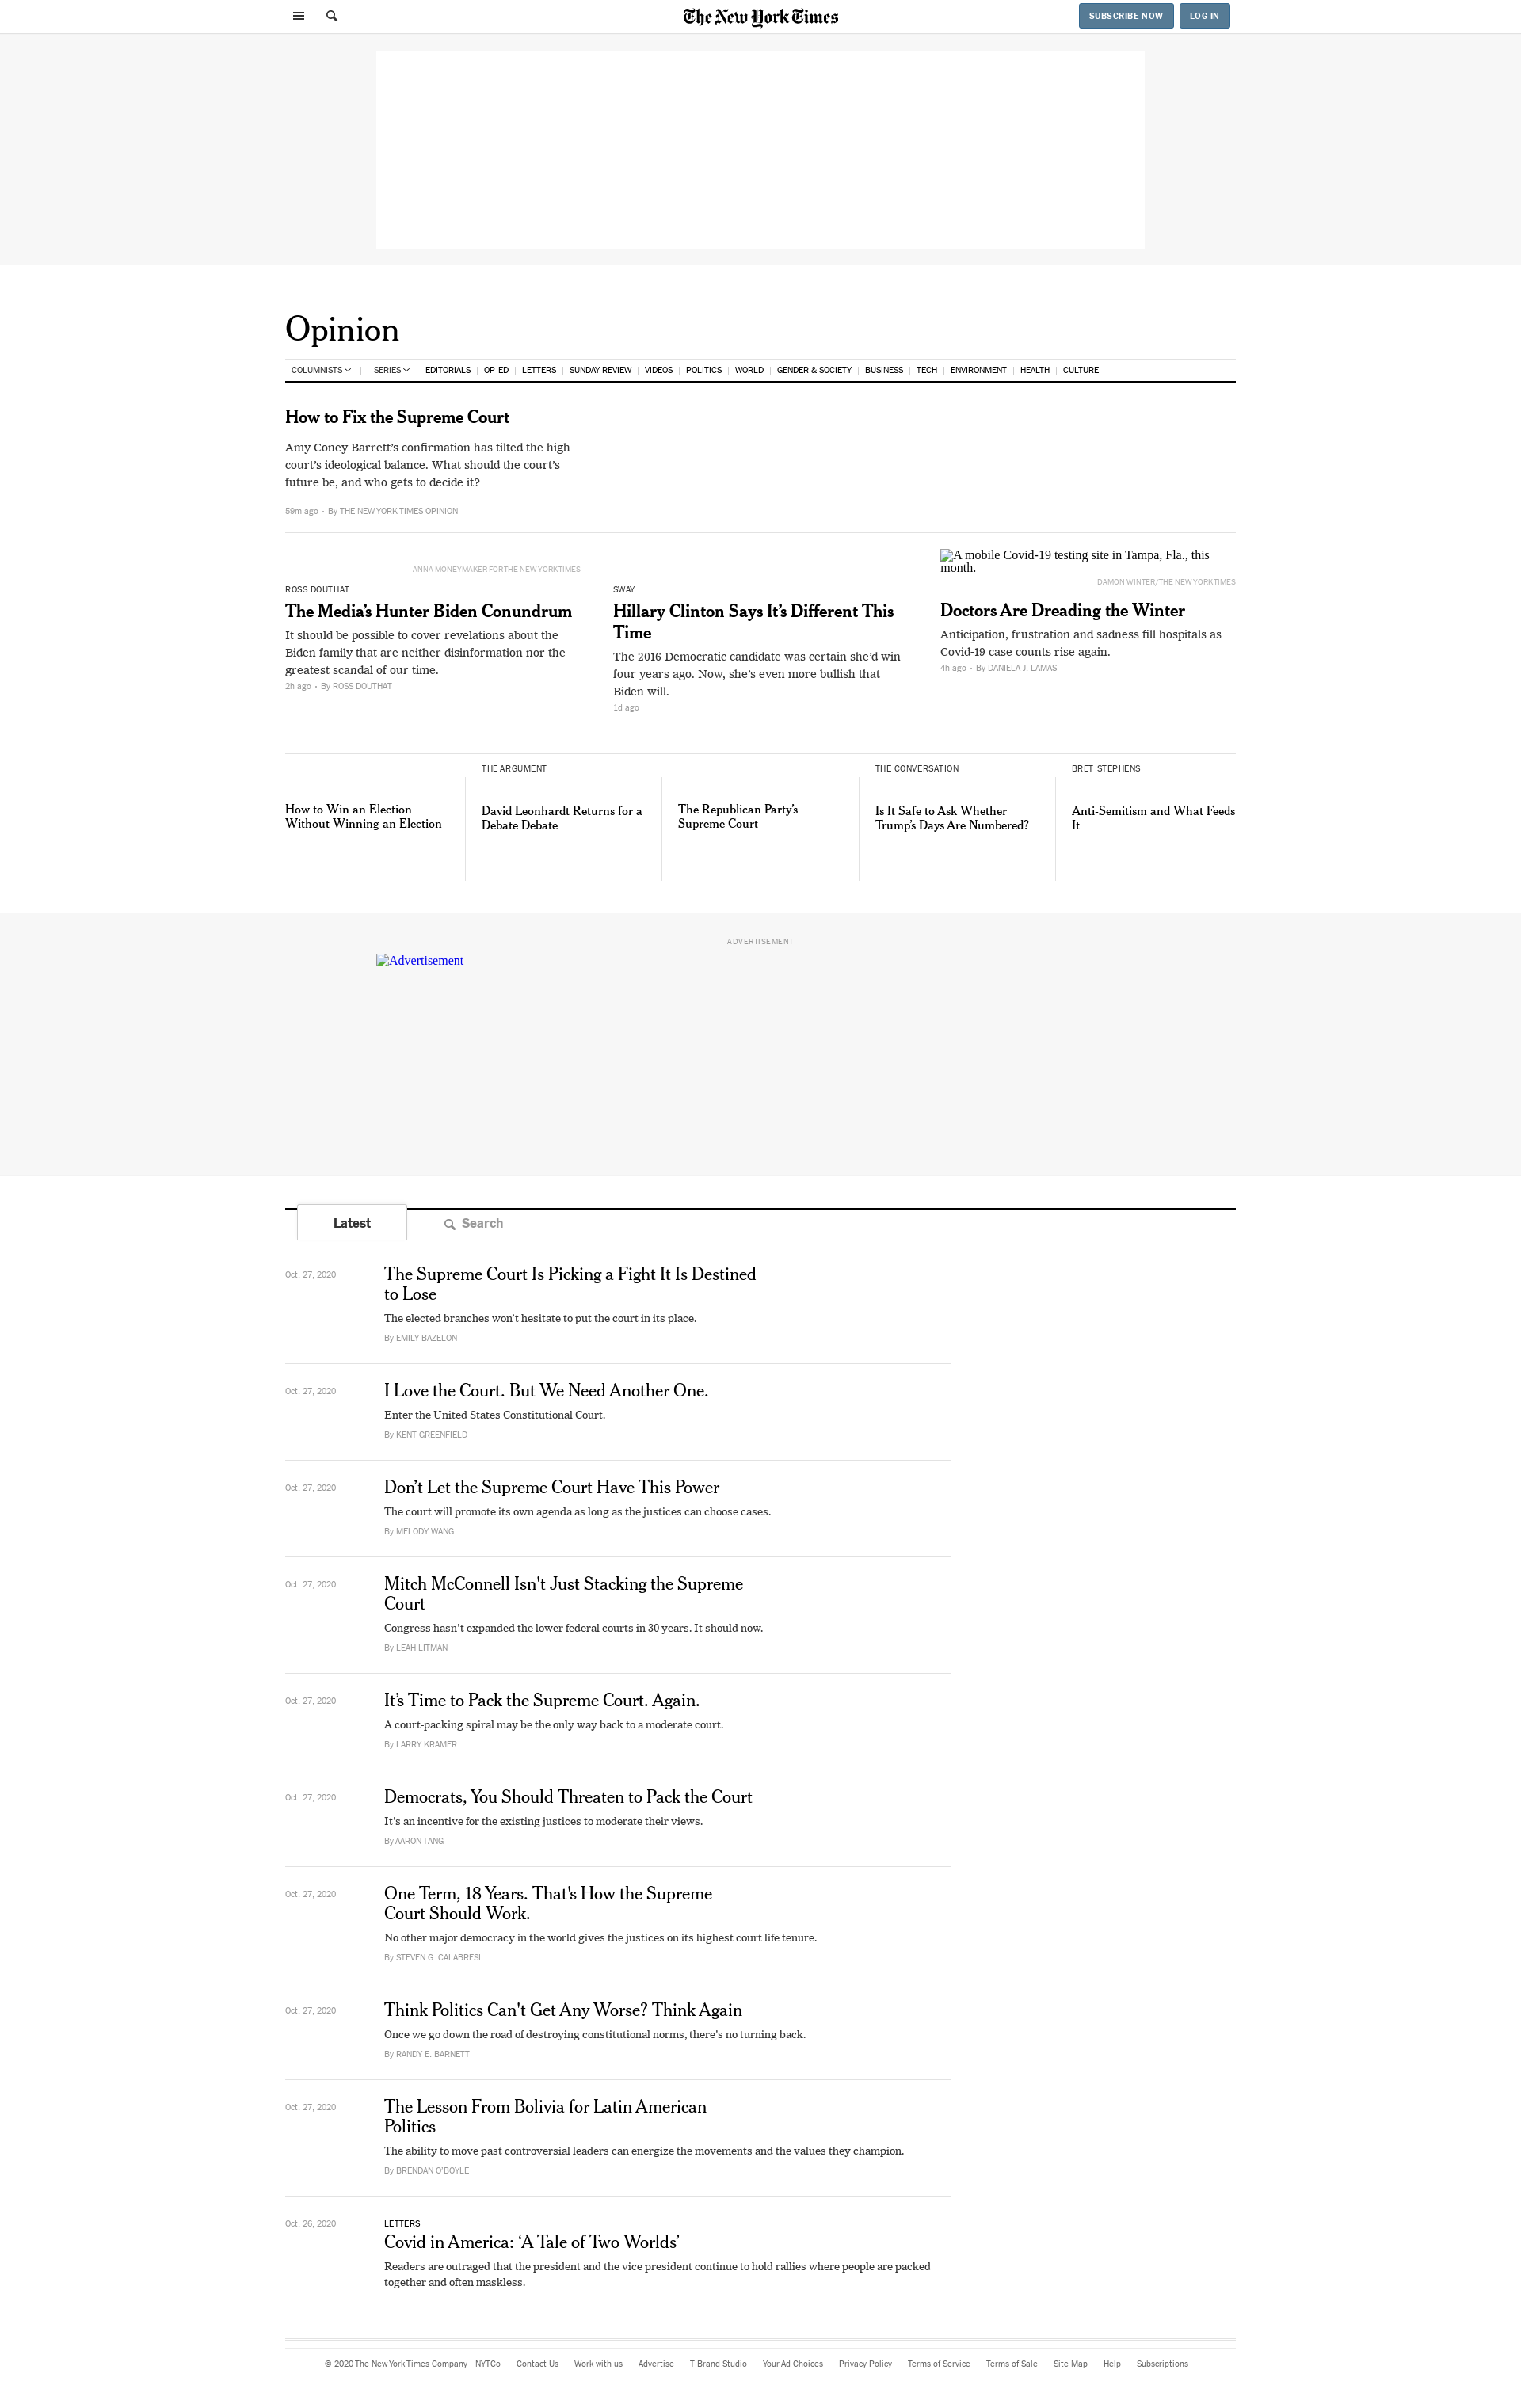 The New York Times
SUBSCRIBE NOW
LOG IN
Opinion
COLUMNISTS
SERIES
EDITORIALS
OP-ED
LETTERS
SUNDAY REVIEW
VIDEOS
POLITICS
WORLD
GENDER & SOCIETY
BUSINESS
TECH
ENVIRONMENT
HEALTH
CULTURE
How to Fix the Supreme Court
Amy Coney Barrett’s confirmation has tilted the high
court’s ideological balance. What should the court’s
future be, and who gets to decide it?
59m ago • By THE NEW YORK TIMES OPINION
ANNA MONEYMAKER FOR THE NEW YORK TIMES
ROSS DOUTHAT
The Media’s Hunter Biden Conundrum
It should be possible to cover revelations about the
Biden family that are neither disinformation nor the
greatest scandal of our time.
2h ago • By ROSS DOUTHAT
SWAY
Hillary Clinton Says It’s Different This
Time
The 2016 Democratic candidate was certain she’d win
four years ago. Now, she’s even more bullish that
Biden will.
1d ago
A mobile Covid-19 testing site in Tampa, Fla., this
month.
DAMON WINTER/THE NEW YORK TIMES
Doctors Are Dreading the Winter
Anticipation, frustration and sadness fill hospitals as
Covid-19 case counts rise again.
4h ago • By DANIELA J. LAMAS
How to Win an Election
Without Winning an Election
THE ARGUMENT
David Leonhardt Returns for a
Debate Debate
The Republican Party’s
Supreme Court
THE CONVERSATION
Is It Safe to Ask Whether
Trump’s Days Are Numbered?
BRET STEPHENS
Anti-Semitism and What Feeds
It
ADVERTISEMENT
Advertisement
Latest
Search
Oct. 27, 2020
The Supreme Court Is Picking a Fight It Is Destined
to Lose
The elected branches won’t hesitate to put the court in its place.
By EMILY BAZELON
Oct. 27, 2020
I Love the Court. But We Need Another One.
Enter the United States Constitutional Court.
By KENT GREENFIELD
Oct. 27, 2020
Don’t Let the Supreme Court Have This Power
The court will promote its own agenda as long as the justices can choose cases.
By MELODY WANG
Oct. 27, 2020
Mitch McConnell Isn't Just Stacking the Supreme
Court
Congress hasn't expanded the lower federal courts in 30 years. It should now.
By LEAH LITMAN
Oct. 27, 2020
It’s Time to Pack the Supreme Court. Again.
A court-packing spiral may be the only way back to a moderate court.
By LARRY KRAMER
Oct. 27, 2020
Democrats, You Should Threaten to Pack the Court
It's an incentive for the existing justices to moderate their views.
By AARON TANG
Oct. 27, 2020
One Term, 18 Years. That's How the Supreme
Court Should Work.
No other major democracy in the world gives the justices on its highest court life tenure.
By STEVEN G. CALABRESI
Oct. 27, 2020
Think Politics Can't Get Any Worse? Think Again
Once we go down the road of destroying constitutional norms, there's no turning back.
By RANDY E. BARNETT
Oct. 27, 2020
The Lesson From Bolivia for Latin American
Politics
The ability to move past controversial leaders can energize the movements and the values they champion.
By BRENDAN O'BOYLE
Oct. 26, 2020
LETTERS
Covid in America: ‘A Tale of Two Worlds’
Readers are outraged that the president and the vice president continue to hold rallies where people are packed
together and often maskless.
© 2020 The New York Times Company
NYTCo
Contact Us
Work with us
Advertise
T Brand Studio
Your Ad Choices
Privacy Policy
Terms of Service
Terms of Sale
Site Map
Help
Subscriptions